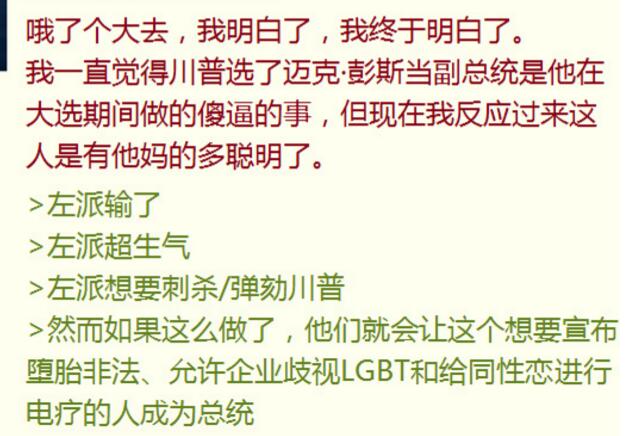 哦了个大去，我明白了，我终于明白了。
我一直觉得川普选了迈克·彭斯当副总统是他在
大选期间做的傻逼的事，但现在我反应过来这
人是有他妈的多聪明了。
>左派输了
>左派超生气
>左派想要刺杀/弹劾川普
>然而如果这么做了，他们就会让这个想要宣布
堕胎非法、允许企业歧视LGBT和给同性恋进行
电疗的人成为总统